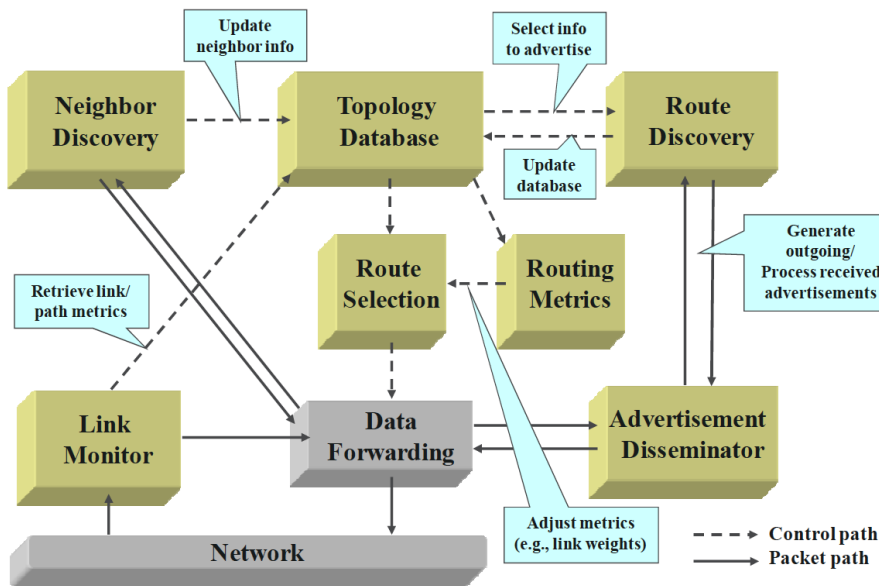 Update
neighbor info
Select info
to advertise
Neighbor
Discovery
Topology
Database
Route
Discovery
Update
database
Generate
outgoing/
Process received
advertisements
Route
Selection
Routing
Metrics
Retrieve link/
path metrics
Link
Monitor
Data
Forwarding
Advertisement
Disseminator
Adjust metrics
(e.g., link weights)
Network
Control path
Packet path